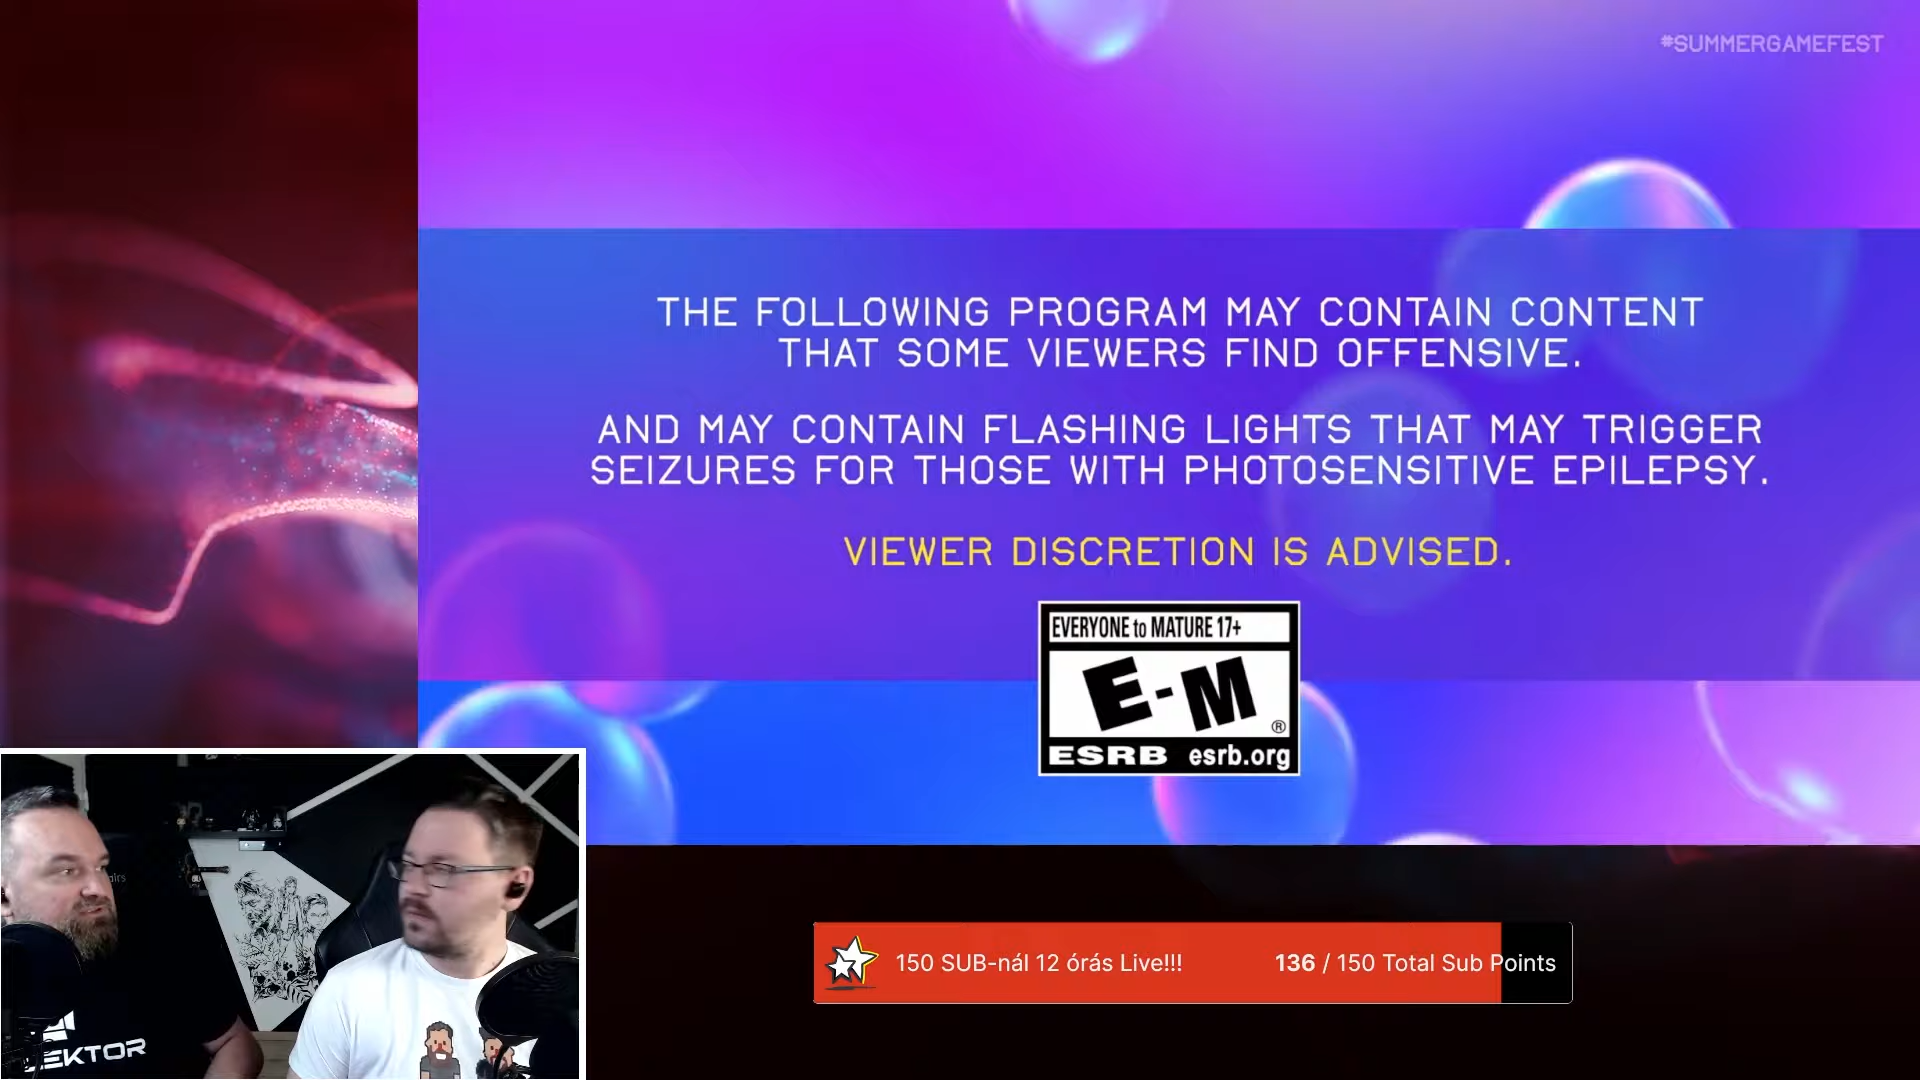 #SUMMERGAMEFEST
THE FOLLOWING PROGRAM MAY CONTAIN CONTENT
THAT SOME VIEWERS FIND OFFENSIVE.
AND MAY CONTAIN FLASHING LIGHTS THAT MAY TRIGGER
SEIZURES FOR THOSE WITH PHOTOSENSITIVE EPILEPSY.
VIEWER DISCRETION IS ADVISED.
EVERYONE to MATURE 17+
E-M
®
ESRB esrb.org
EKTOR
150 SUB-nál 12 órás Live!!!
136 / 150 Total Sub Points